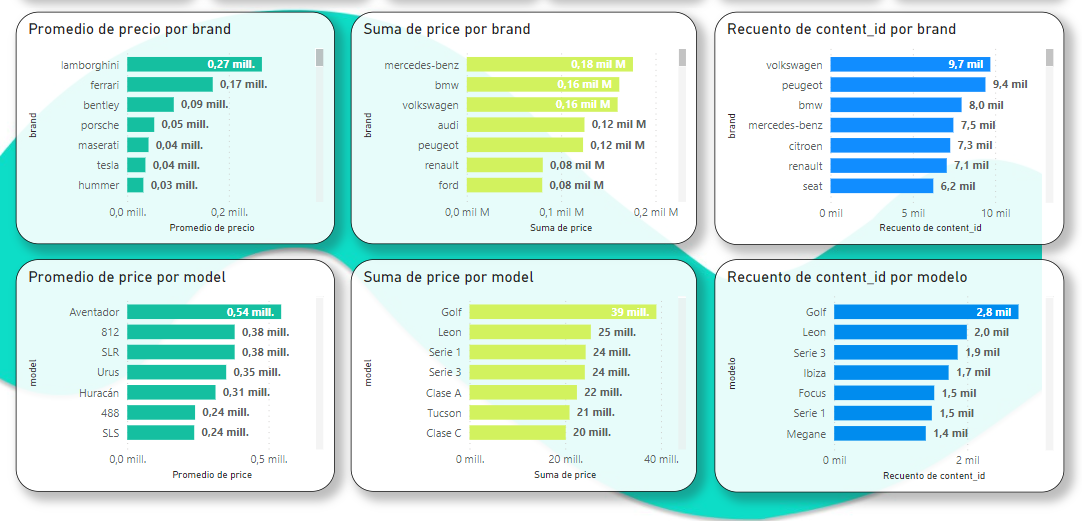 Promedio de precio por brand
brand
lamborghini 0,27 mill.
ferrari 0,17 mill.
bentley 0,09 mill.
porsche 0,05 mill.
maserati 0,04 mill.
tesla 0,04 mill.
hummer 0,03 mill.
0,0 mill. 0,2 mill.
Promedio de precio
Suma de price por brand
brand
mercedes-benz 0,18 mil M
bmw 0,16 mil M
volkswagen 0,16 mil M
audi 0,12 mil M
peugeot 0,12 mil M
renault 0,08 mil M
ford 0,08 mil M
0,0 mil M 0,1 mil M 0,2 mil M
Suma de price
Recuento de content_id por brand
brand
volkswagen 9,7 mil
peugeot 9,4 mil
bmw 8,0 mil
mercedes-benz 7,5 mil
citroen 7,3 mil
renault 7,1 mil
seat 6,2 mil
0 mil 5 mil 10 mil
Recuento de content_id
Promedio de price por model
model
Aventador 0,54 mill.
812 0,38 mill.
SLR 0,38 mill.
Urus 0,35 mill.
Huracán 0,31 mill.
488 0,24 mill.
SLS 0,24 mill.
0,0 mill. 0,5 mill.
Promedio de price
Suma de price por model
model
Golf 39 mill.
Leon 25 mill.
Serie 1 24 mill.
Serie 3 24 mill.
Clase A 22 mill.
Tucson 21 mill.
Clase C 20 mill.
0 mill. 20 mill. 40 mill.
Suma de price
Recuento de content_id por modelo
modelo
Golf 2,8 mil
Leon 2,0 mil
Serie 3 1,9 mil
Ibiza 1,7 mil
Focus 1,5 mil
Serie 1 1,5 mil
Megane 1,4 mil
0 mil 2 mil
Recuento de content_id